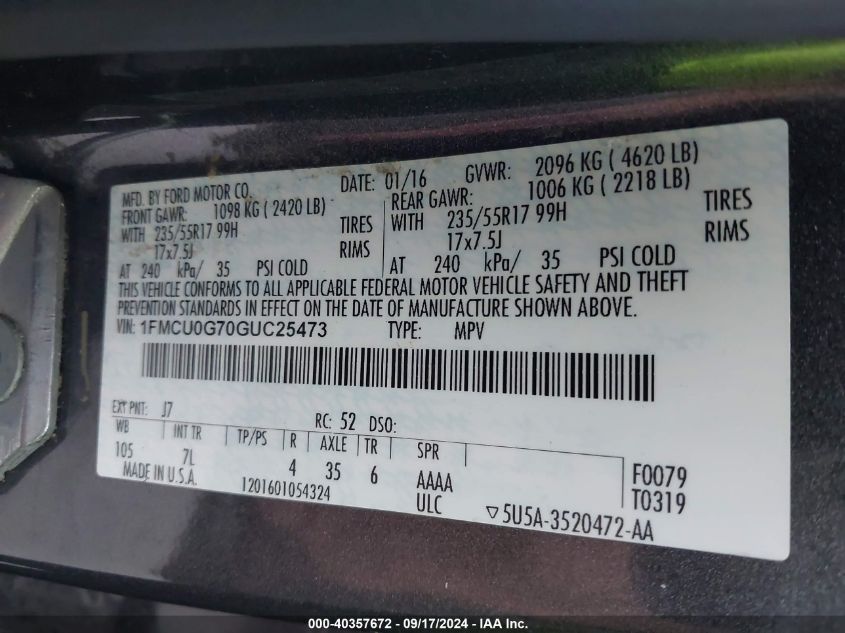 MFD. BY FORD MOTOR CO. DATE: 01/16 GVWR: 2096 KG ( 4620 LB)
FRONT GAWR: 1098 KG ( 2420 LB) REAR GAWR: 1006 KG ( 2218 LB)
WITH 235/55R17 99H TIRES WITH 235/55R17 99H TIRES
17x7.5J RIMS 17x7.5J RIMS
AT 240 kPa/ 35 PSI COLD AT 240 kPa/ 35 PSI COLD
THIS VEHICLE CONFORMS TO ALL APPLICABLE FEDERAL MOTOR VEHICLE SAFETY AND THEFT
PREVENTION STANDARDS IN EFFECT ON THE DATE OF MANUFACTURE SHOWN ABOVE.
VIN: 1FMCU0G70GUC25473 TYPE: MPV
EXT PNT: J7 RC: 52 DSO:
WB INT TR TP/PS R AXLE TR SPR
105 7L 4 35 6 AAAA F0079
MADE IN U.S.A. 1201601054324 ULC T0319
▽5U5A-3520472-AA
000-40357672 - 09/17/2024 - IAA Inc.